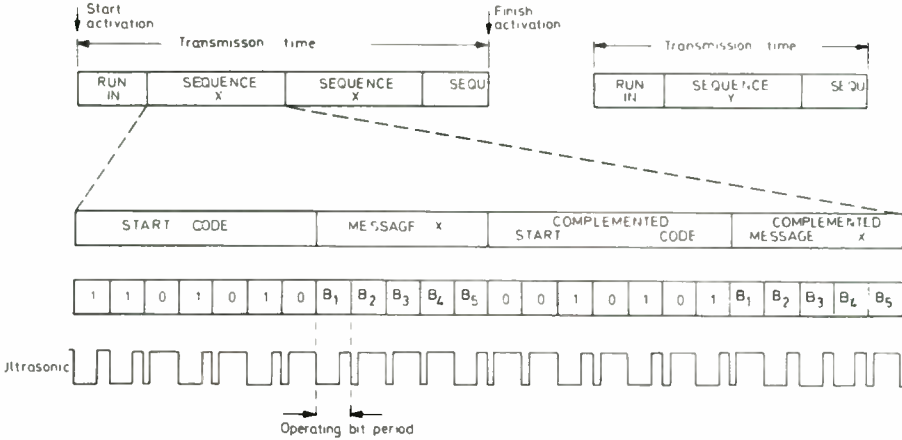 Start activation
Finish activation
Transmisson time
Transmission time
RUN IN
SEQUENCE X
SEQUENCE X
SEQU
RUN IN
SEQUENCE Y
SEQU
START CODE
MESSAGE X
COMPLEMENTED START CODE
COMPLEMENTED MESSAGE X
1 1 0 1 0 1 0 B1 B2 B3 B4 B5 0 0 1 0 1 0 1 B1 B2 B3 B4 B5
Jltrasonic
Operating bit period